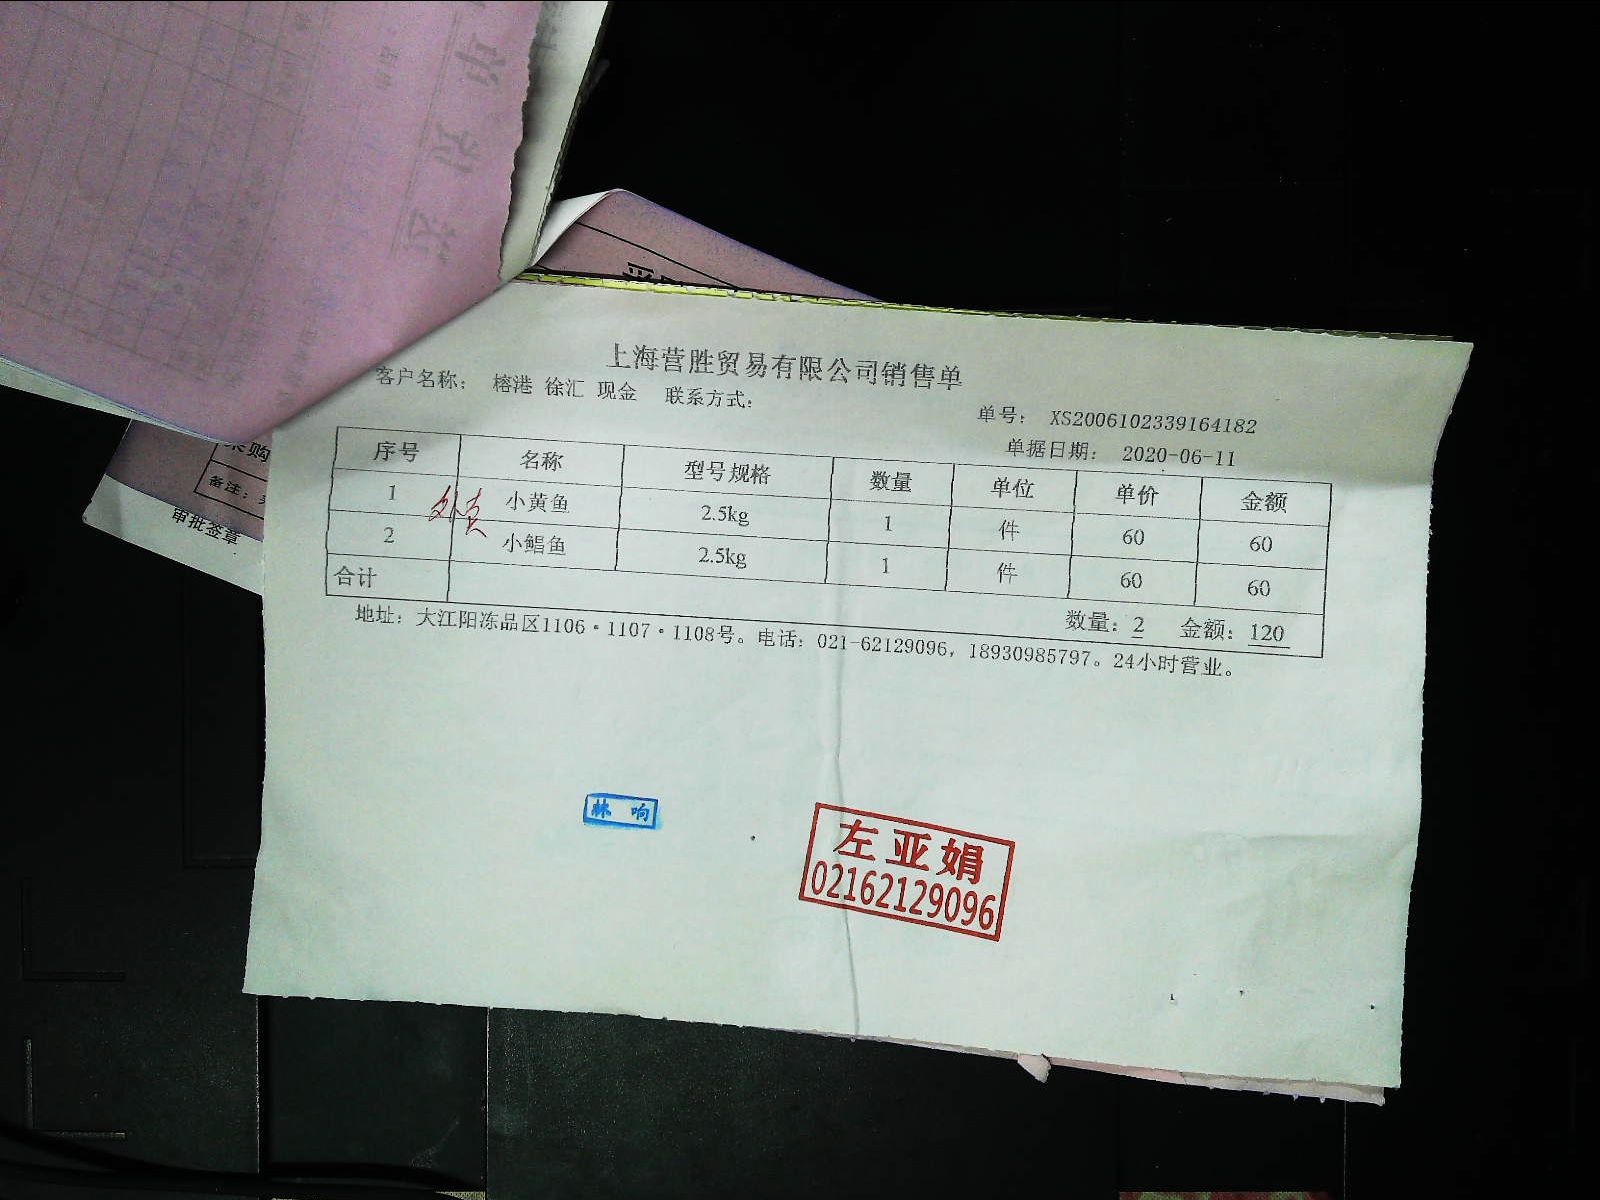 上海营胜贸易有限公司销售单
客户名称： 榕港 徐汇 现金 联系方式：
单号： XS2006102339164182
单据日期： 2020-06-11
序号 名称 型号规格 数量 单位 单价 金额
1 小黄鱼 2.5kg 1 件 60 60
2 小鲳鱼 2.5kg 1 件 60 60
合计 数量：2 金额：120
地址：大江阳冻品区1106·1107·1108号。电话：021-62129096，18930985797。24小时营业。
林 响
左亚娟
02162129096
采购
备注：
审批签章